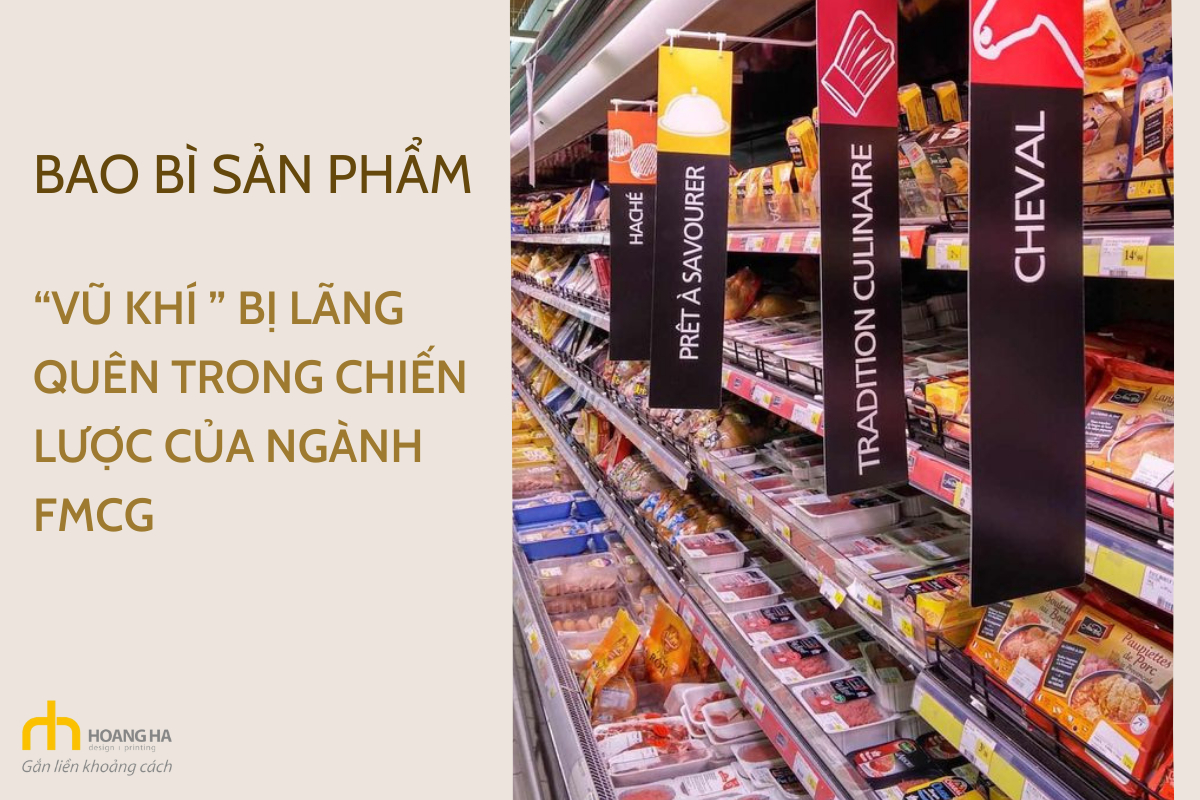 BAO BÌ SẢN PHẨM
“VŨ KHÍ ” BỊ LÃNG
QUÊN TRONG CHIẾN
LƯỢC CỦA NGÀNH
FMCG
HOANG HA
design : printing
Gắn liền khoảng cách
HACHÉ
PRÊT À SAVOURER
TRADITION CULINAIRE
CHEVAL
Paupiettes
de Porc